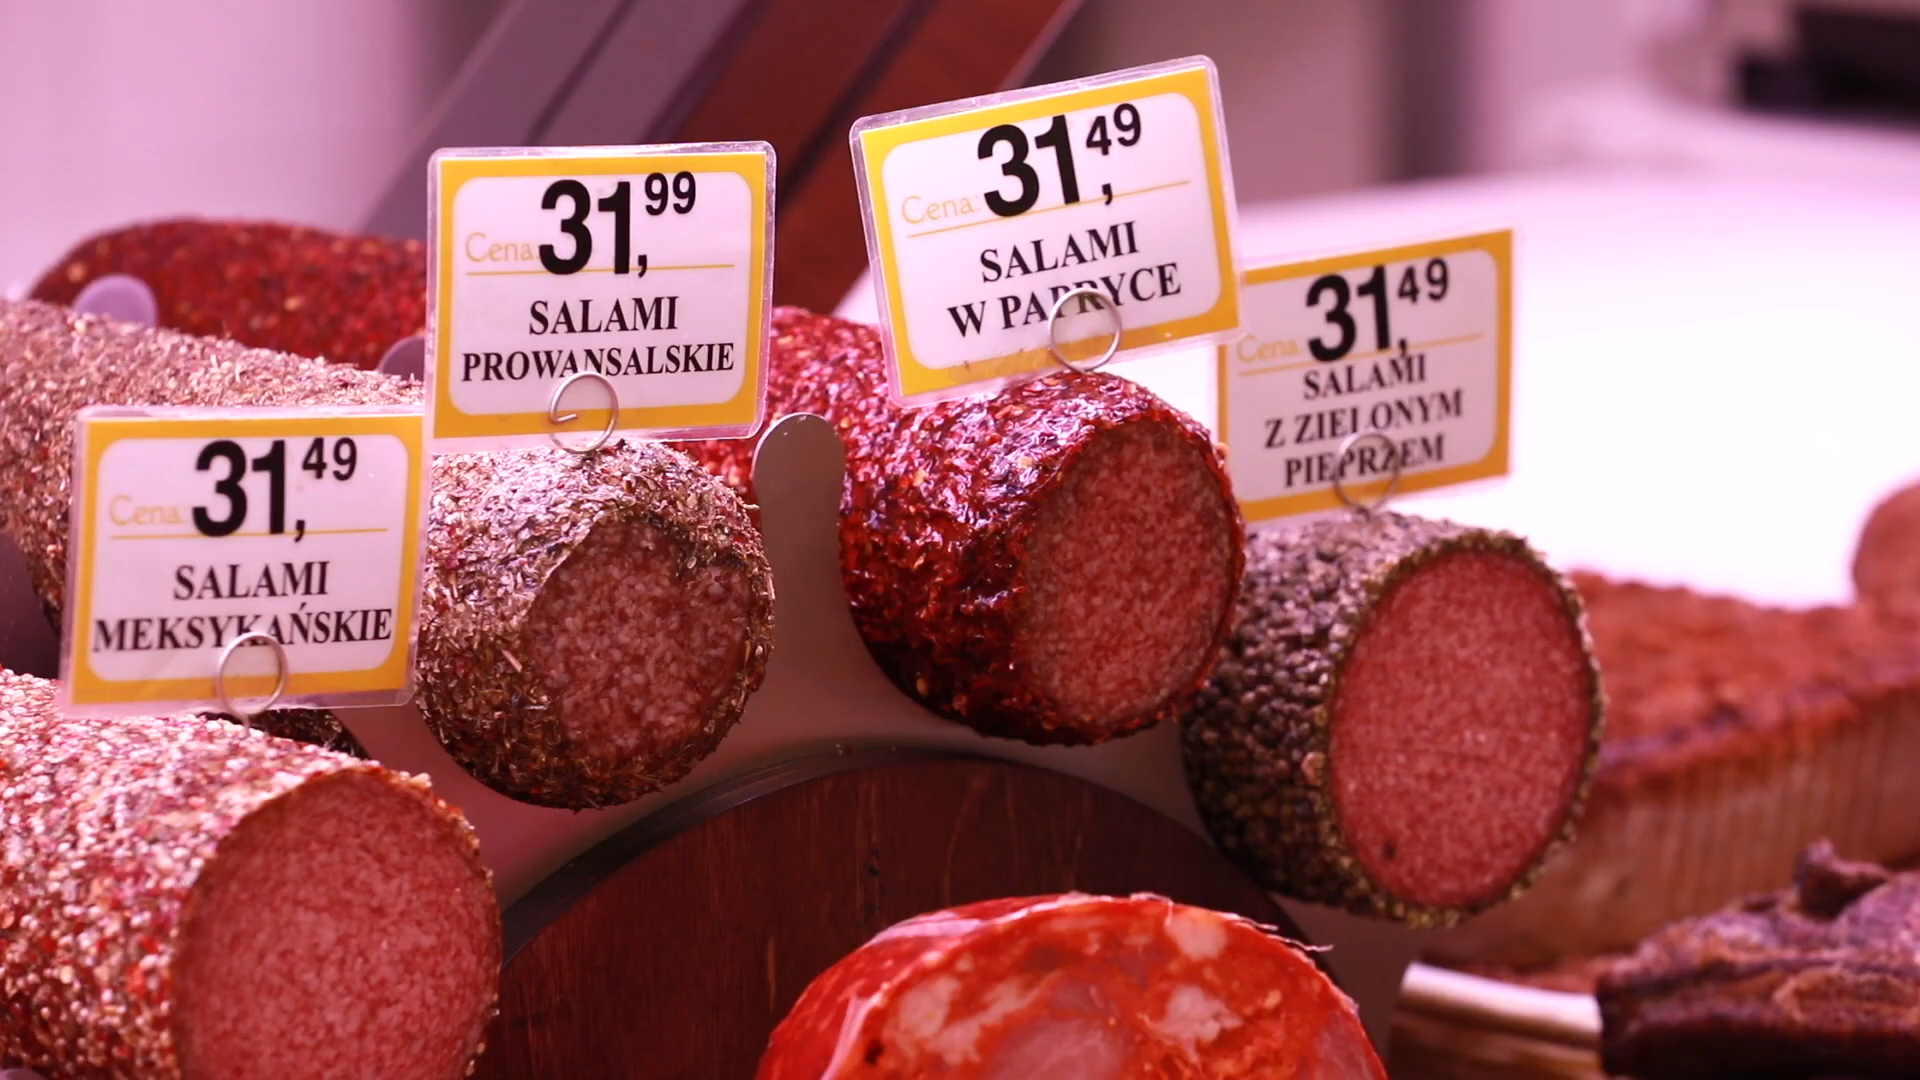 31,49
Cena:
SALAMI
MEKSYKAŃSKIE
31,99
Cena:
SALAMI
PROWANSALSKIE
31,49
Cena:
SALAMI
W PAPRYCE
31,49
Cena:
SALAMI
Z ZIELONYM
PIEPRZEM